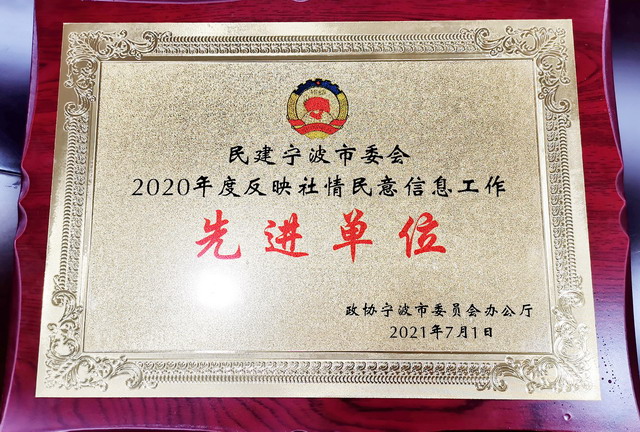 民建宁波市委会
2020年度反映社情民意信息工作
先进单位
政协宁波市委员会办公厅
2021年7月1日